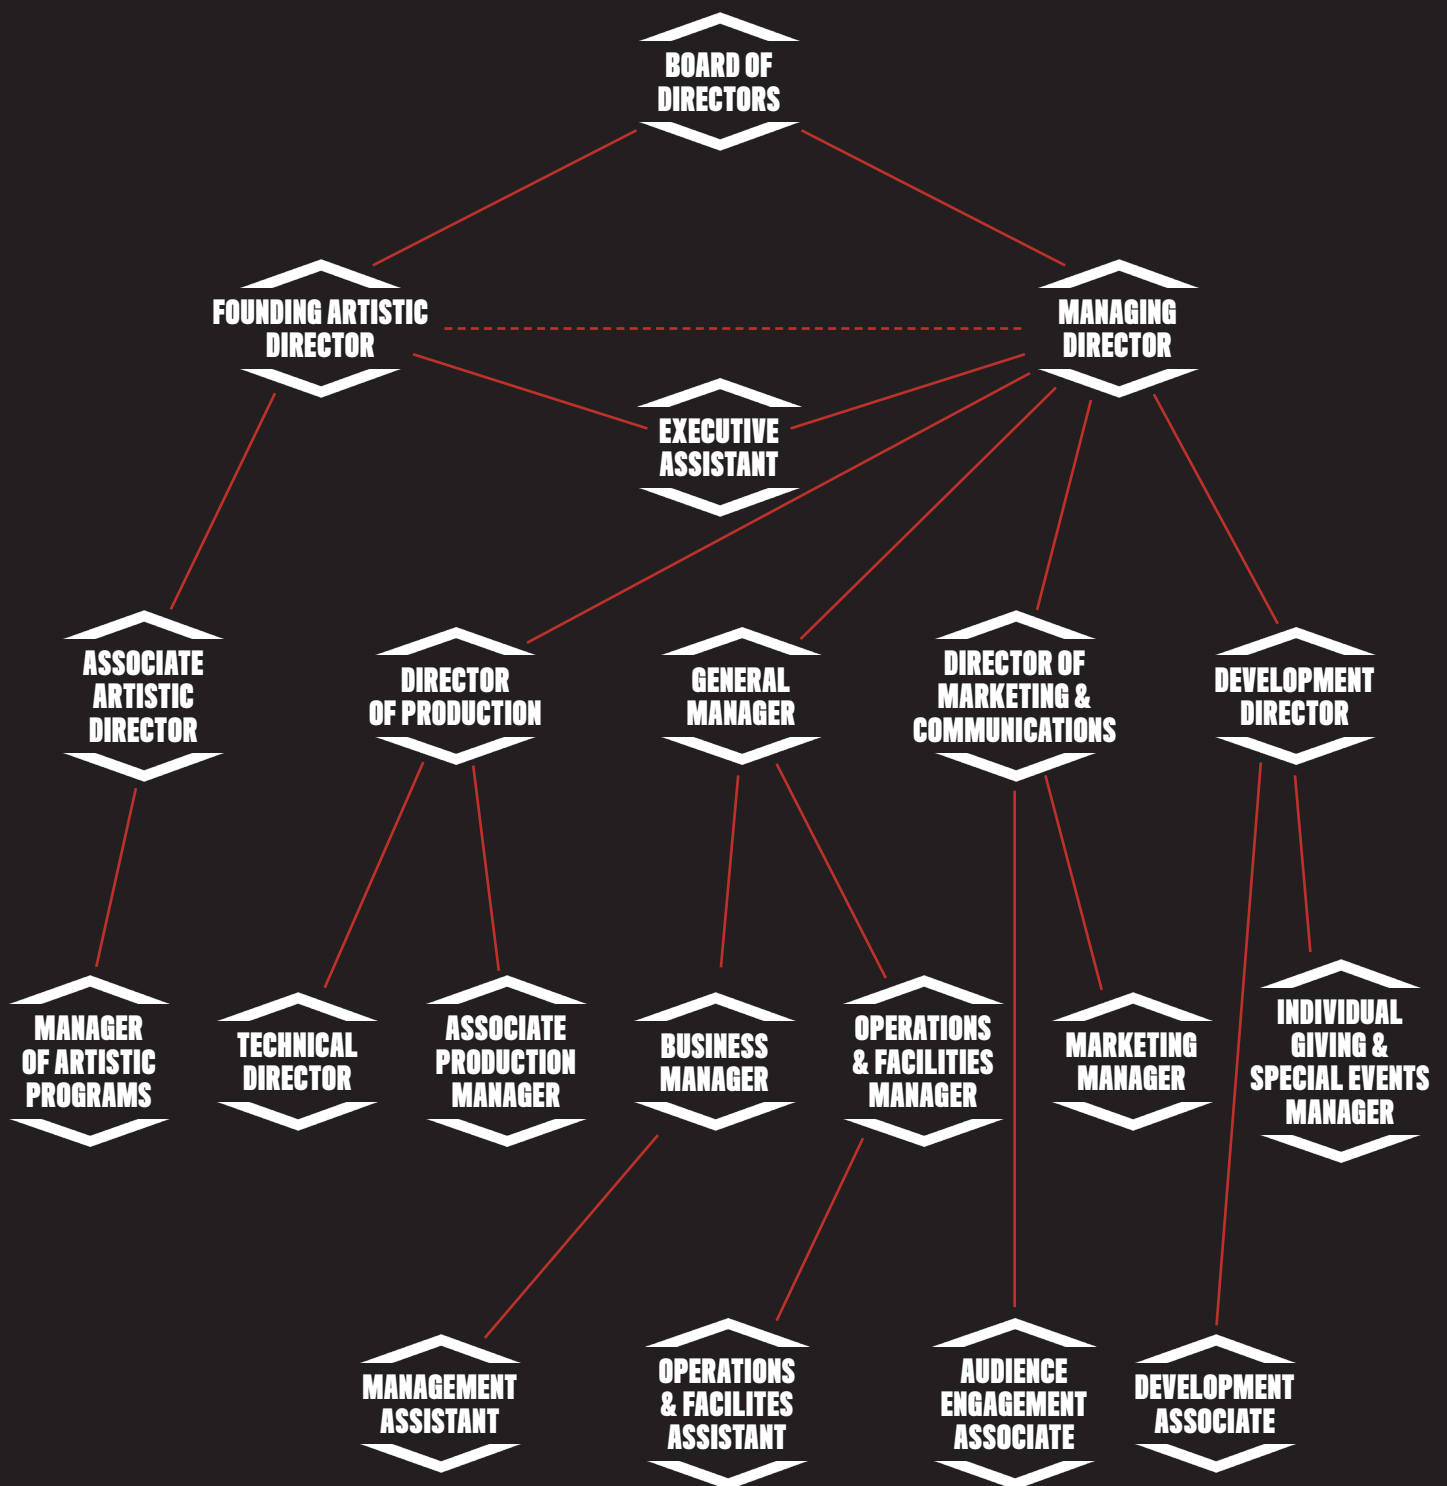 BOARD OF
DIRECTORS
FOUNDING ARTISTIC
DIRECTOR
MANAGING
DIRECTOR
EXECUTIVE
ASSISTANT
ASSOCIATE
ARTISTIC
DIRECTOR
DIRECTOR
OF PRODUCTION
GENERAL
MANAGER
DIRECTOR OF
MARKETING &
COMMUNICATIONS
DEVELOPMENT
DIRECTOR
MANAGER
OF ARTISTIC
PROGRAMS
TECHNICAL
DIRECTOR
ASSOCIATE
PRODUCTION
MANAGER
BUSINESS
MANAGER
OPERATIONS
& FACILITIES
MANAGER
MARKETING
MANAGER
INDIVIDUAL
GIVING &
SPECIAL EVENTS
MANAGER
MANAGEMENT
ASSISTANT
OPERATIONS
& FACILITES
ASSISTANT
AUDIENCE
ENGAGEMENT
ASSOCIATE
DEVELOPMENT
ASSOCIATE